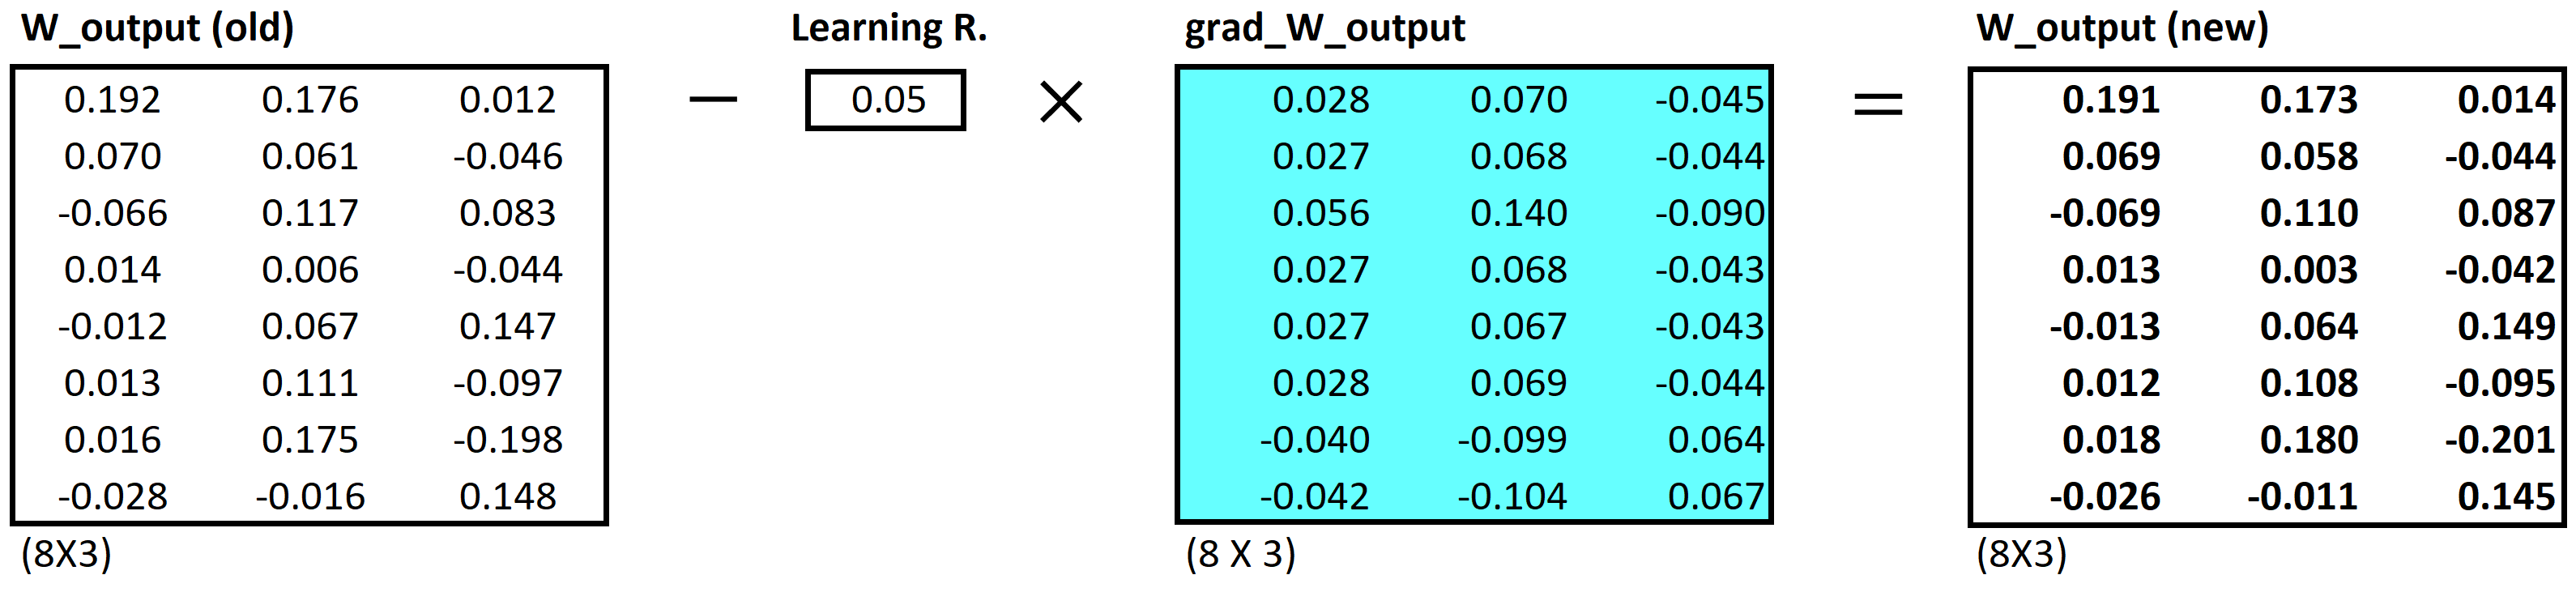 W_output (old) Learning R. grad_W_output W_output (new)
0.192 0.176 0.012 − 0.05 × 0.028 0.070 -0.045 = 0.191 0.173 0.014
0.070 0.061 -0.046 0.027 0.068 -0.044 0.069 0.058 -0.044
-0.066 0.117 0.083 0.056 0.140 -0.090 -0.069 0.110 0.087
0.014 0.006 -0.044 0.027 0.068 -0.043 0.013 0.003 -0.042
-0.012 0.067 0.147 0.027 0.067 -0.043 -0.013 0.064 0.149
0.013 0.111 -0.097 0.028 0.069 -0.044 0.012 0.108 -0.095
0.016 0.175 -0.198 -0.040 -0.099 0.064 0.018 0.180 -0.201
-0.028 -0.016 0.148 -0.042 -0.104 0.067 -0.026 -0.011 0.145
(8X3) (8 X 3) (8X3)